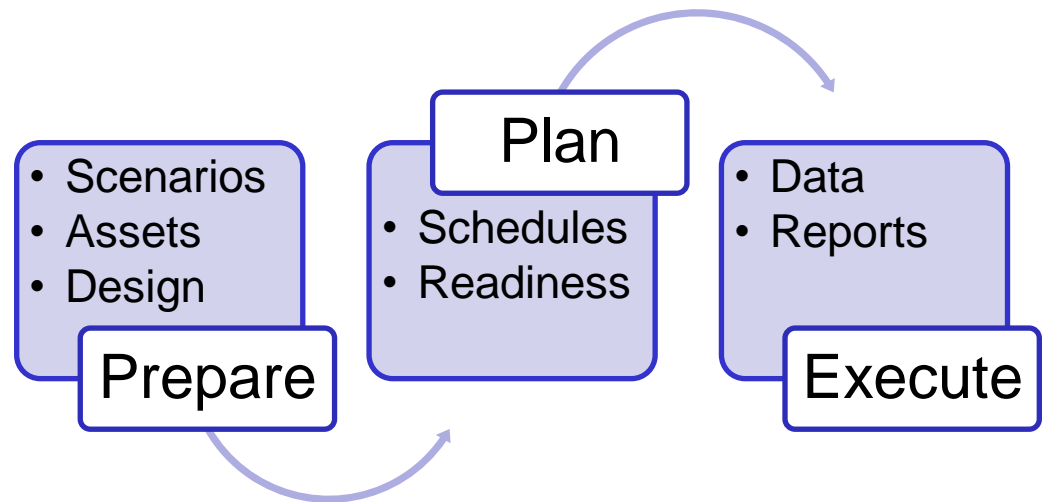 • Scenarios
• Assets
• Design
Prepare
Plan
• Schedules
• Readiness
• Data
• Reports
Execute